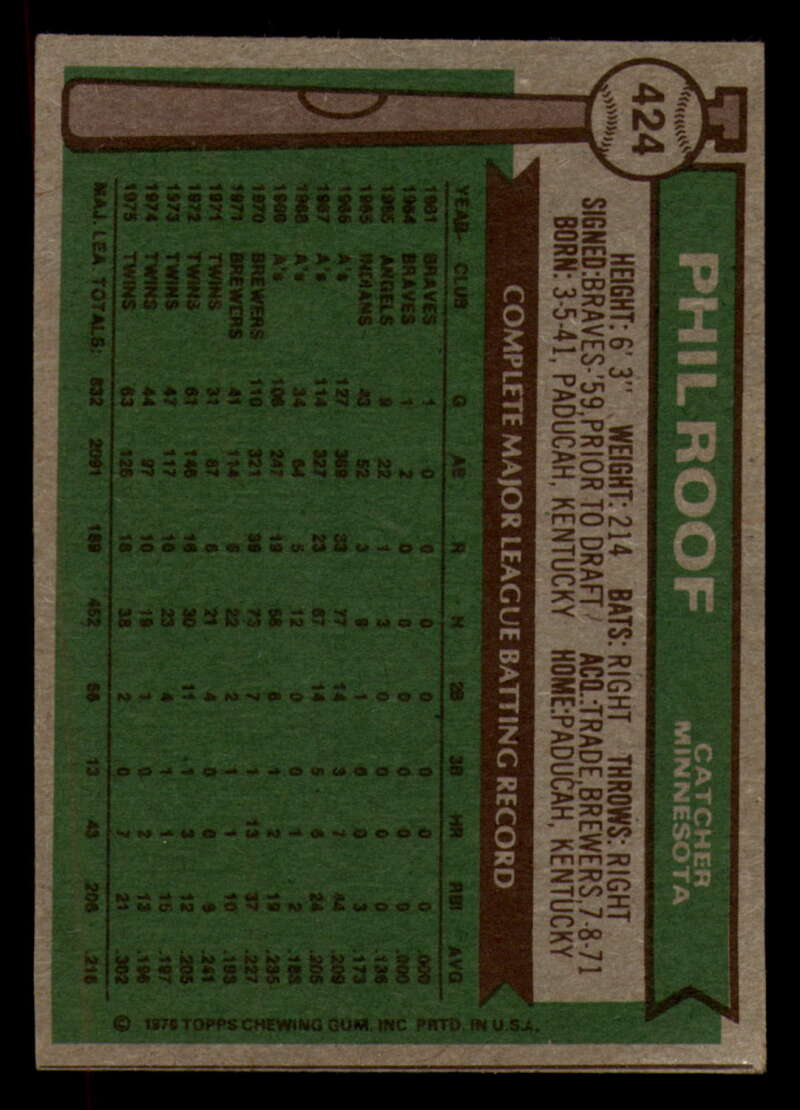 424
PHIL ROOF
CATCHER
MINNESOTA
HEIGHT: 6' 3" WEIGHT: 214 BATS: RIGHT THROWS: RIGHT
SIGNED: BRAVES-'59, PRIOR TO DRAFT / ACQ.: TRADE, BREWERS, 7-8-71
BORN: 3-5-41, PADUCAH, KENTUCKY HOME: PADUCAH, KENTUCKY
COMPLETE MAJOR LEAGUE BATTING RECORD
YEAR CLUB G AB R H 2B 3B HR RBI AVG
1961 BRAVES 1 0 0 0 0 0 0 0 .000
1964 BRAVES 1 2 0 0 0 0 0 0 .000
1965 ANGELS 9 22 1 3 0 0 0 0 .136
1965 INDIANS 43 52 3 9 1 0 0 3 .173
1966 A's 127 369 33 77 14 3 7 44 .209
1967 A's 114 327 23 67 14 5 6 24 .205
1968 A's 34 64 5 12 0 0 1 2 .188
1969 A's 106 247 19 58 6 1 2 19 .235
1970 BREWERS 110 321 39 73 7 1 13 37 .227
1971 BREWERS 41 114 6 22 2 1 1 10 .193
1971 TWINS 31 87 6 21 4 0 0 6 .241
1972 TWINS 61 146 16 30 11 1 3 12 .205
1973 TWINS 47 117 10 23 4 1 1 15 .197
1974 TWINS 44 97 10 19 1 0 2 13 .196
1975 TWINS 63 126 18 38 2 0 7 21 .302
MAJ. LEA. TOTALS: 832 2091 189 452 66 13 43 206 .216
© 1976 TOPPS CHEWING GUM, INC. PRTD. IN U.S.A.